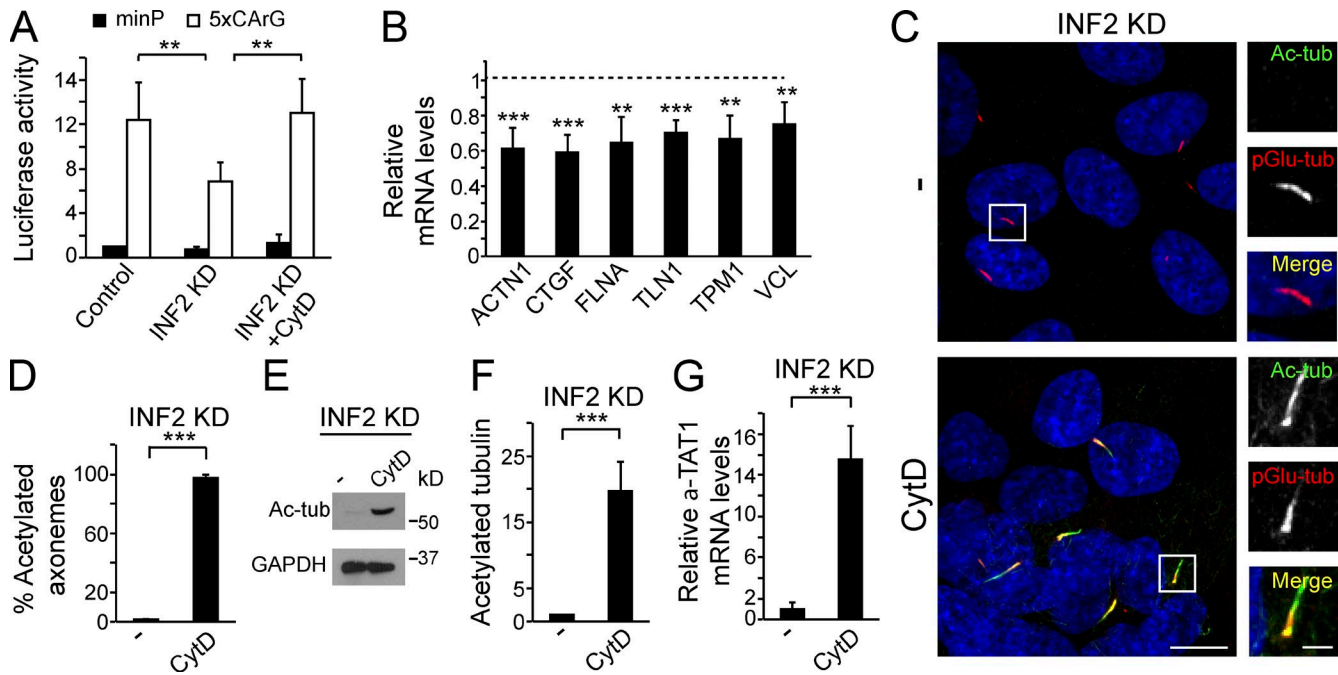 A
■ minP □ 5xCArG
** **
Luciferase activity
14
12
8
4
0
Control
INF2 KD
INF2 KD
+CytD
B
Relative
mRNA levels
1
0.8
0.6
0.4
0.2
0
*** *** ** *** ** **
ACTN1
CTGF
FLNA
TLN1
TPM1
VCL
C
INF2 KD
-
Ac-tub
pGlu-tub
Merge
CytD
Ac-tub
pGlu-tub
Merge
D
INF2 KD
***
% Acetylated
axonemes
100
80
60
20
0
-
CytD
E
INF2 KD
- CytD
kD
Ac-tub
–50
GAPDH
–37
F
INF2 KD
***
Acetylated tubulin
25
15
10
0
-
CytD
G
INF2 KD
***
Relative a-TAT1
mRNA levels
16
14
12
10
8
6
4
2
0
-
CytD